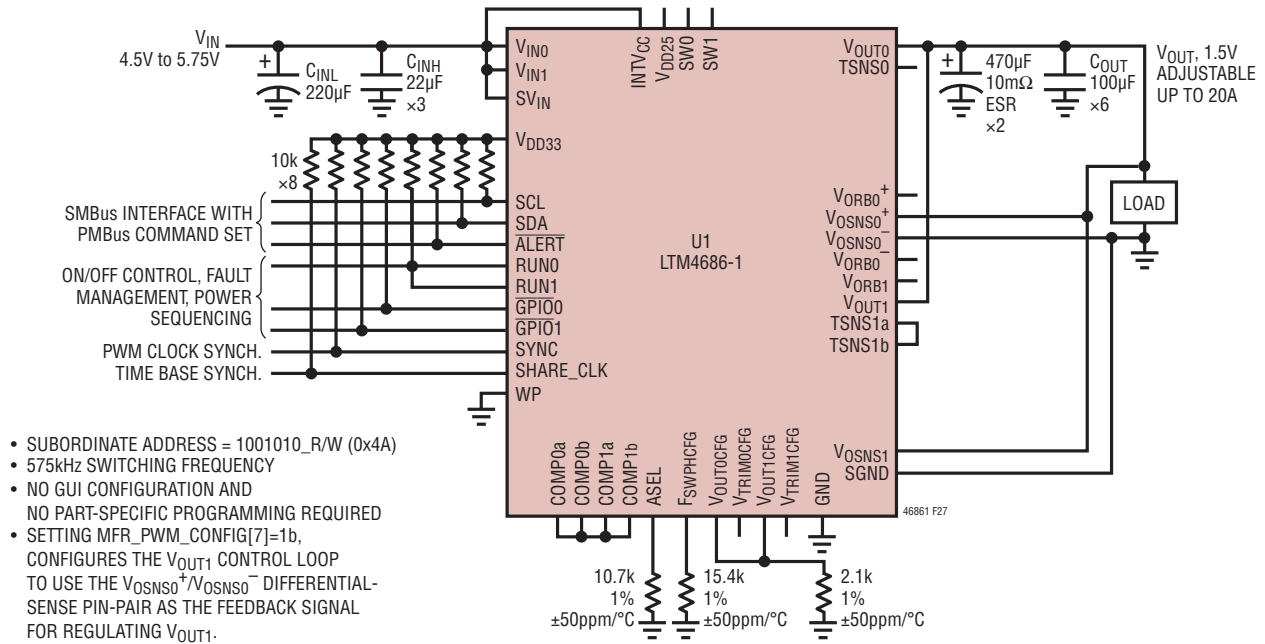 VIN
4.5V to 5.75V
+
CINL
220µF
CINH
22µF
×3
VIN0
VIN1
SVIN
INTVCC
VDD25
SW0
SW1
VOUT0
TSNS0
+
470µF
10mΩ
ESR
×2
COUT
100µF
×6
VOUT, 1.5V
ADJUSTABLE
UP TO 20A
VDD33
10k
×8
SMBus INTERFACE WITH
PMBus COMMAND SET
ON/OFF CONTROL, FAULT
MANAGEMENT, POWER
SEQUENCING
PWM CLOCK SYNCH.
TIME BASE SYNCH.
SCL
SDA
ALERT
RUN0
RUN1
GPIO0
GPIO1
SYNC
SHARE_CLK
WP
U1
LTM4686-1
VORB0+
VOSNS0+
VOSNS0–
VORB0–
VORB1
VOUT1
TSNS1a
TSNS1b
LOAD
VOSNS1
SGND
COMP0a
COMP0b
COMP1a
COMP1b
ASEL
FSWPHCFG
VOUT0CFG
VTRIM0CFG
VOUT1CFG
VTRIM1CFG
GND
46861 F27
10.7k
1%
±50ppm/°C
15.4k
1%
±50ppm/°C
2.1k
1%
±50ppm/°C
• SUBORDINATE ADDRESS = 1001010_R/W (0x4A)
• 575kHz SWITCHING FREQUENCY
• NO GUI CONFIGURATION AND
NO PART-SPECIFIC PROGRAMMING REQUIRED
• SETTING MFR_PWM_CONFIG[7]=1b,
CONFIGURES THE VOUT1 CONTROL LOOP
TO USE THE VOSNS0+/VOSNS0– DIFFERENTIAL-
SENSE PIN-PAIR AS THE FEEDBACK SIGNAL
FOR REGULATING VOUT1.